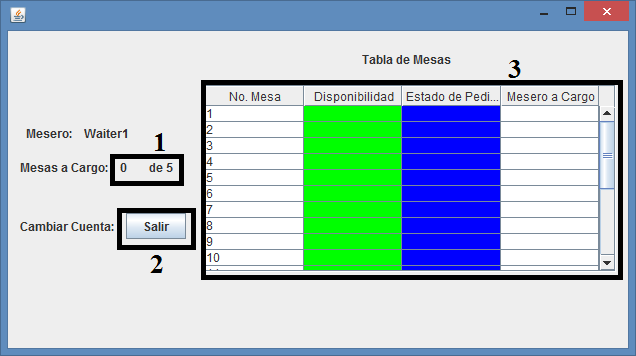 Tabla de Mesas
3
No. Mesa Disponibilidad Estado de Pedi... Mesero a Cargo
1
2
3
4
5
6
7
8
9
10
Mesero: Waiter1
1
Mesas a Cargo: 0 de 5
Cambiar Cuenta: Salir
2